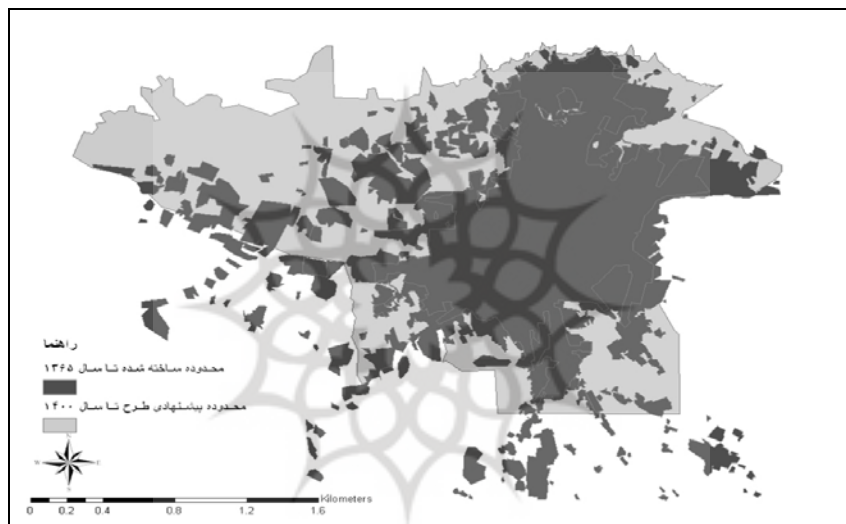 راهنما
محدوده ساخته شده تا سال ۱۳۶۵
محدوده پیشنهادی طرح تا سال ۱۴۰۰
N
W E
S
Kilometers
0 0.2 0.4 0.8 1.2 1.6